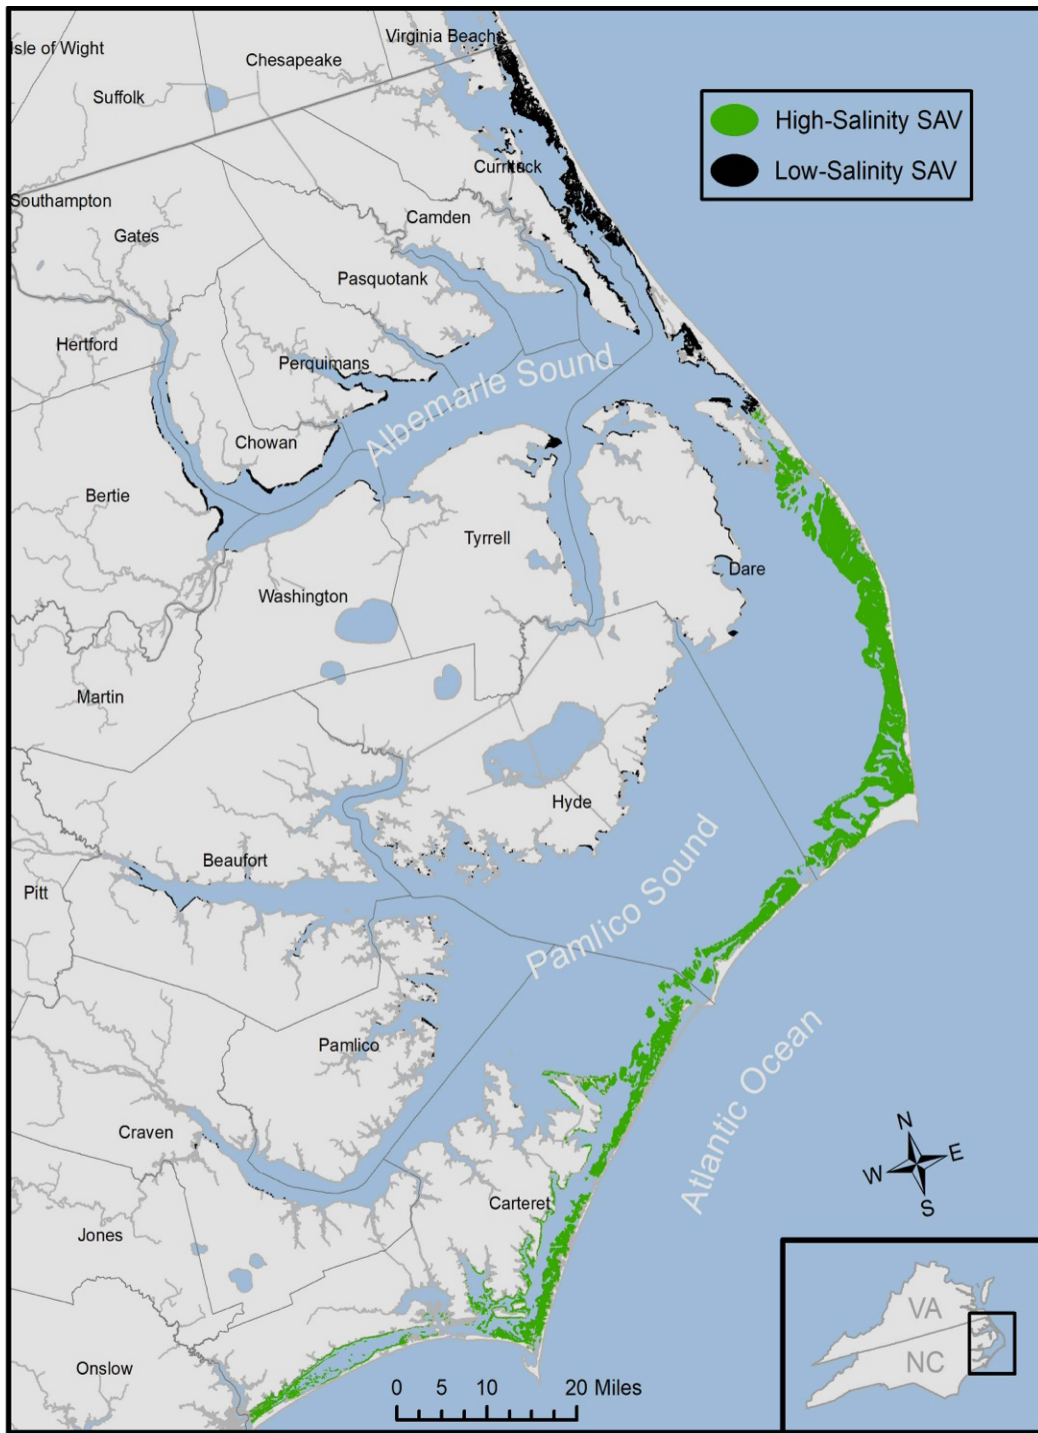 Virginia Beach
Isle of Wight
Chesapeake
Suffolk
High-Salinity SAV
Low-Salinity SAV
Currituck
Southampton
Camden
Gates
Pasquotank
Hertford
Perquimans
Albemarle Sound
Chowan
Bertie
Tyrrell
Dare
Washington
Martin
Hyde
Beaufort
Pitt
Pamlico Sound
Pamlico
Atlantic Ocean
Craven
N
W
E
S
Carteret
Jones
VA
NC
Onslow
0 5 10 20 Miles